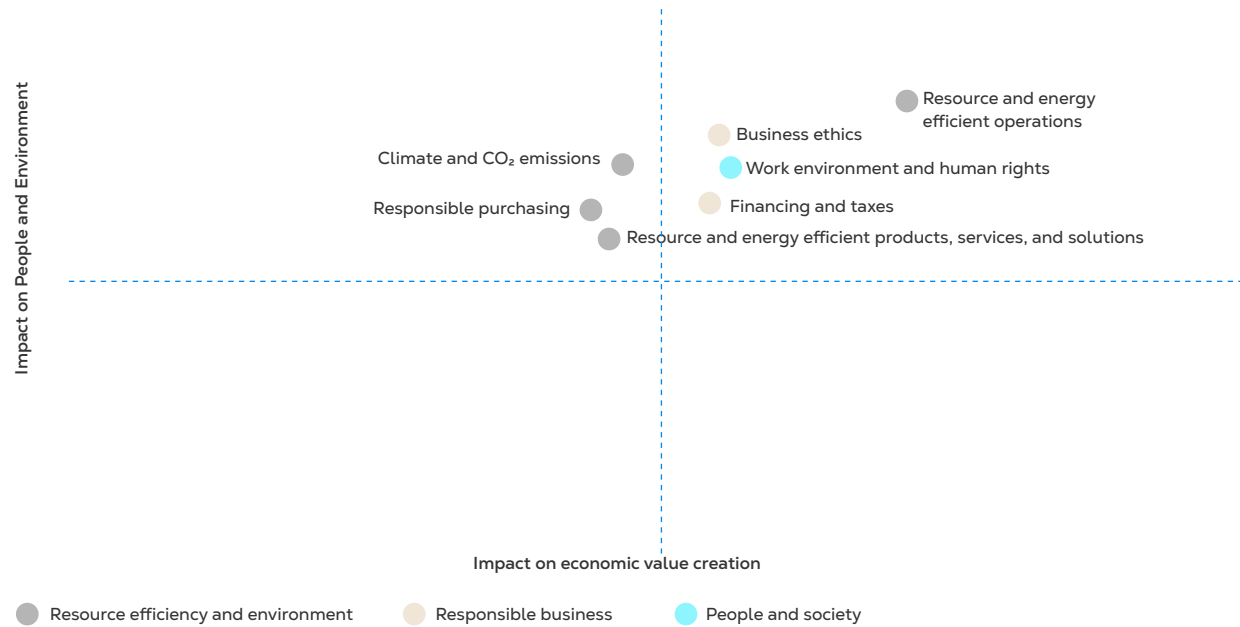 Impact on People and Environment
Resource and energy
efficient operations
Business ethics
Climate and CO₂ emissions
Work environment and human rights
Responsible purchasing
Financing and taxes
Resource and energy efficient products, services, and solutions
Impact on economic value creation
Resource efficiency and environment
Responsible business
People and society